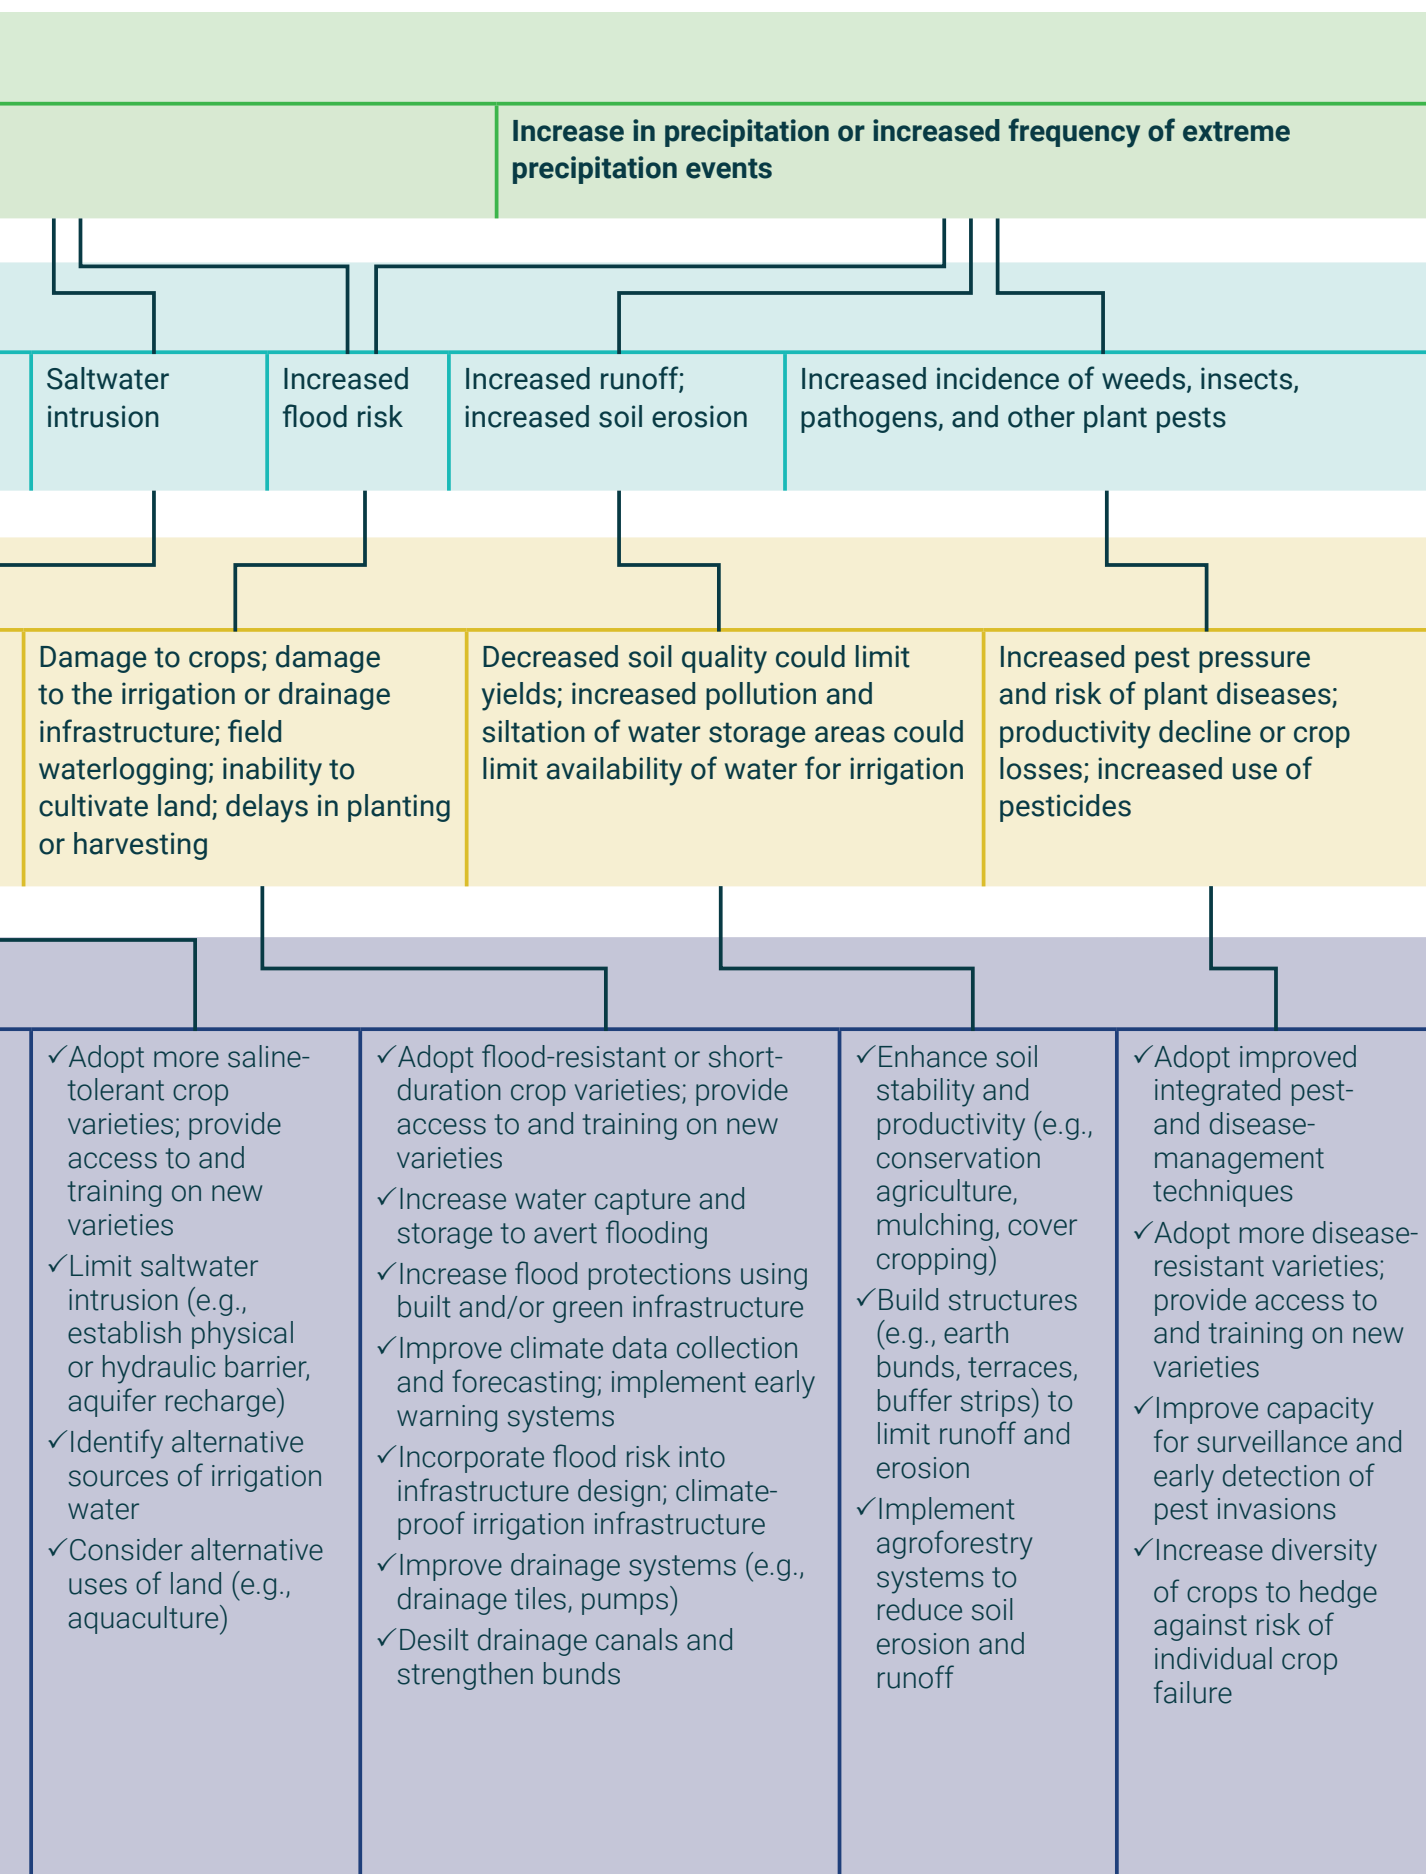 Increase in precipitation or increased frequency of extreme
precipitation events
Saltwater
intrusion
Increased
flood risk
Increased runoff;
increased soil erosion
Increased incidence of weeds, insects,
pathogens, and other plant pests
Damage to crops; damage
to the irrigation or drainage
infrastructure; field
waterlogging; inability to
cultivate land; delays in planting
or harvesting
Decreased soil quality could limit
yields; increased pollution and
siltation of water storage areas could
limit availability of water for irrigation
Increased pest pressure
and risk of plant diseases;
productivity decline or crop
losses; increased use of
pesticides
✓Adopt more saline-
tolerant crop
varieties; provide
access to and
training on new
varieties
✓Limit saltwater
intrusion (e.g.,
establish physical
or hydraulic barrier,
aquifer recharge)
✓Identify alternative
sources of irrigation
water
✓Consider alternative
uses of land (e.g.,
aquaculture)
✓Adopt flood-resistant or short-
duration crop varieties; provide
access to and training on new
varieties
✓Increase water capture and
storage to avert flooding
✓Increase flood protections using
built and/or green infrastructure
✓Improve climate data collection
and forecasting; implement early
warning systems
✓Incorporate flood risk into
infrastructure design; climate-
proof irrigation infrastructure
✓Improve drainage systems (e.g.,
drainage tiles, pumps)
✓Desilt drainage canals and
strengthen bunds
✓Enhance soil
stability and
productivity (e.g.,
conservation
agriculture,
mulching, cover
cropping)
✓Build structures
(e.g., earth
bunds, terraces,
buffer strips) to
limit runoff and
erosion
✓Implement
agroforestry
systems to
reduce soil
erosion and
runoff
✓Adopt improved
integrated pest-
and disease-
management
techniques
✓Adopt more disease-
resistant varieties;
provide access to
and training on new
varieties
✓Improve capacity
for surveillance and
early detection of
pest invasions
✓Increase diversity
of crops to hedge
against risk of
individual crop
failure